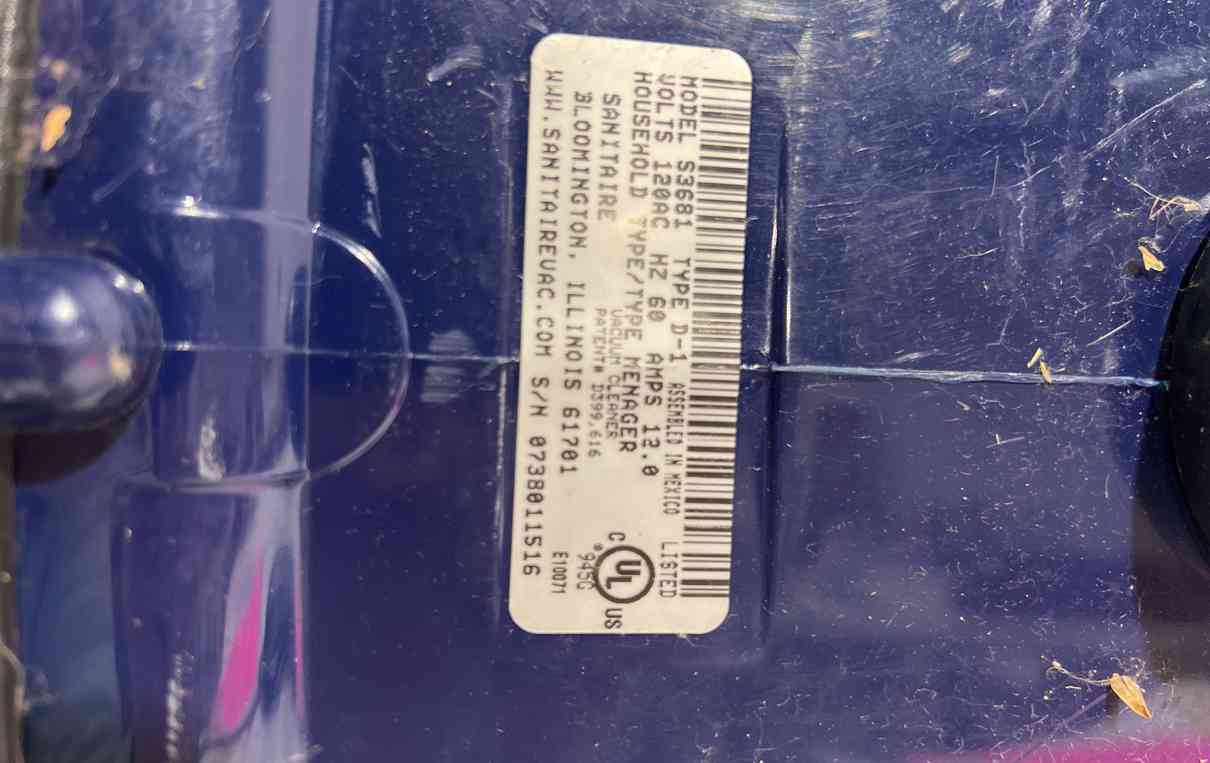 MODEL S3681 TYPE D-1 ASSEMBLED IN MEXICO
VOLTS 120AC HZ 60 AMPS 12.0
HOUSEHOLD TYPE/TYPE MENAGER
SANITAIRE VACUUM CLEANER
PATENT# D399,616
BLOOMINGTON, ILLINOIS 61701
WWW.SANITAIREVAC.COM S/N 0738011516
LISTED
C UL US
®945G
E10071